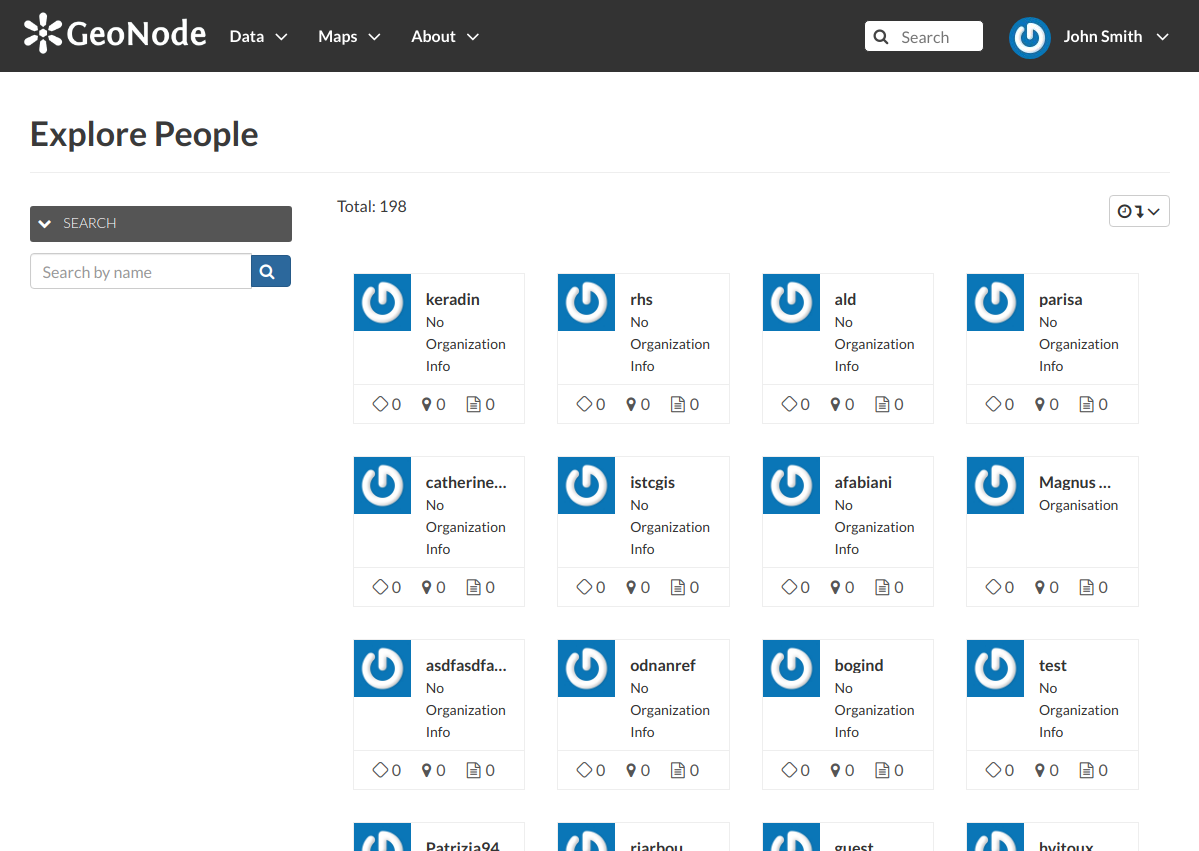 GeoNode Data Maps About Search John Smith
Explore People
Total: 198
SEARCH
Search by name
keradin rhs ald parisa
No No No No
Organization Organization Organization Organization
Info Info Info Info
0 0 0 0 0 0 0 0 0 0 0 0
catherine... istcgis afabiani Magnus ...
No No No Organisation
Organization Organization Organization
Info Info Info
0 0 0 0 0 0 0 0 0 0 0 0
asdfasdfa... odnanref bogind test
No No No No
Organization Organization Organization Organization
Info Info Info Info
0 0 0 0 0 0 0 0 0 0 0 0
Patrizia94 riarbou guest hvitoux